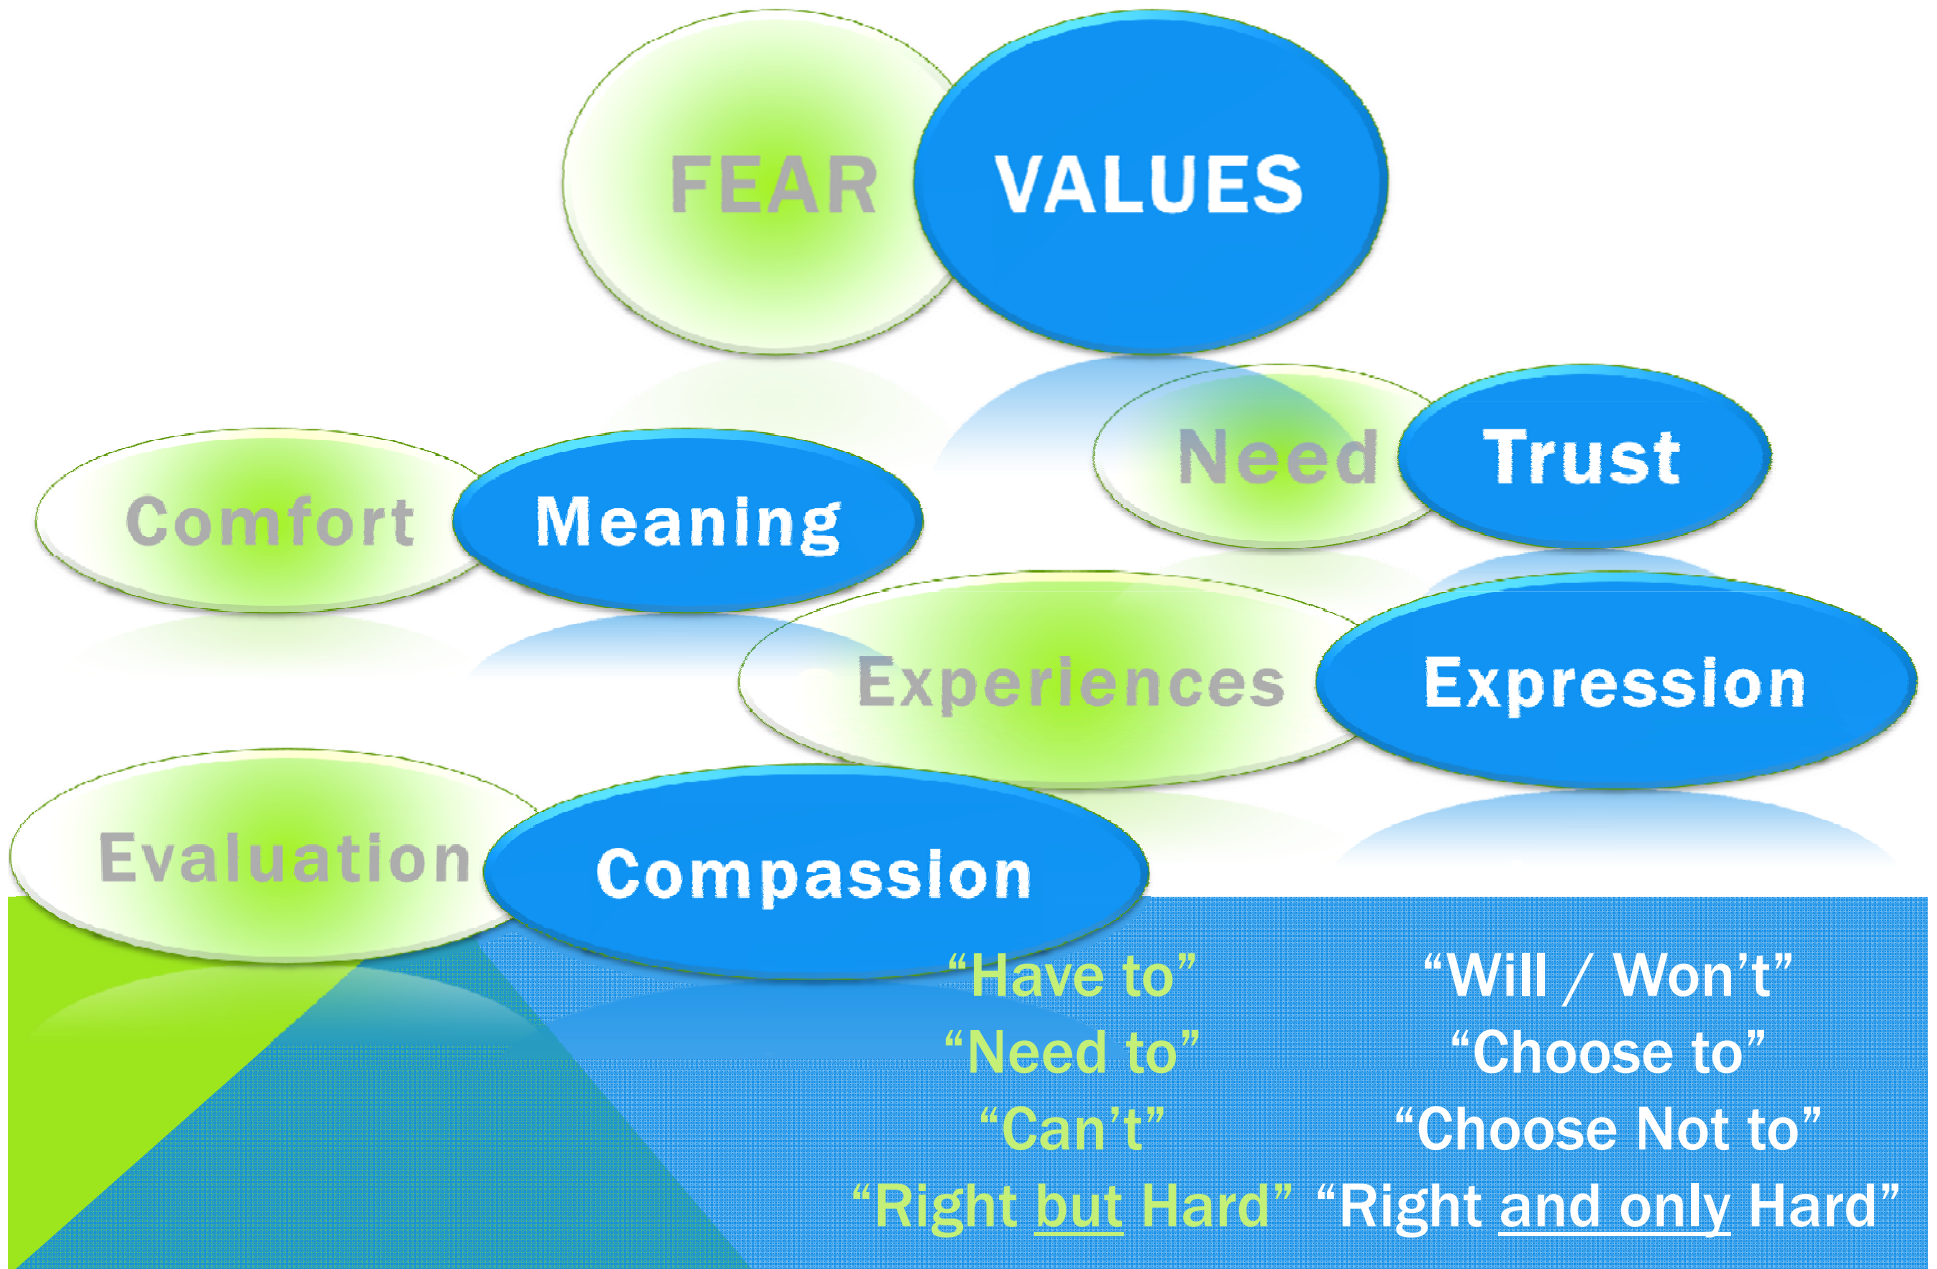 FEAR VALUES
Need Trust
Comfort Meaning
Experiences Expression
Evaluation Compassion
“Have to” “Will / Won’t”
“Need to” “Choose to”
“Can’t” “Choose Not to”
“Right but Hard” “Right and only Hard”